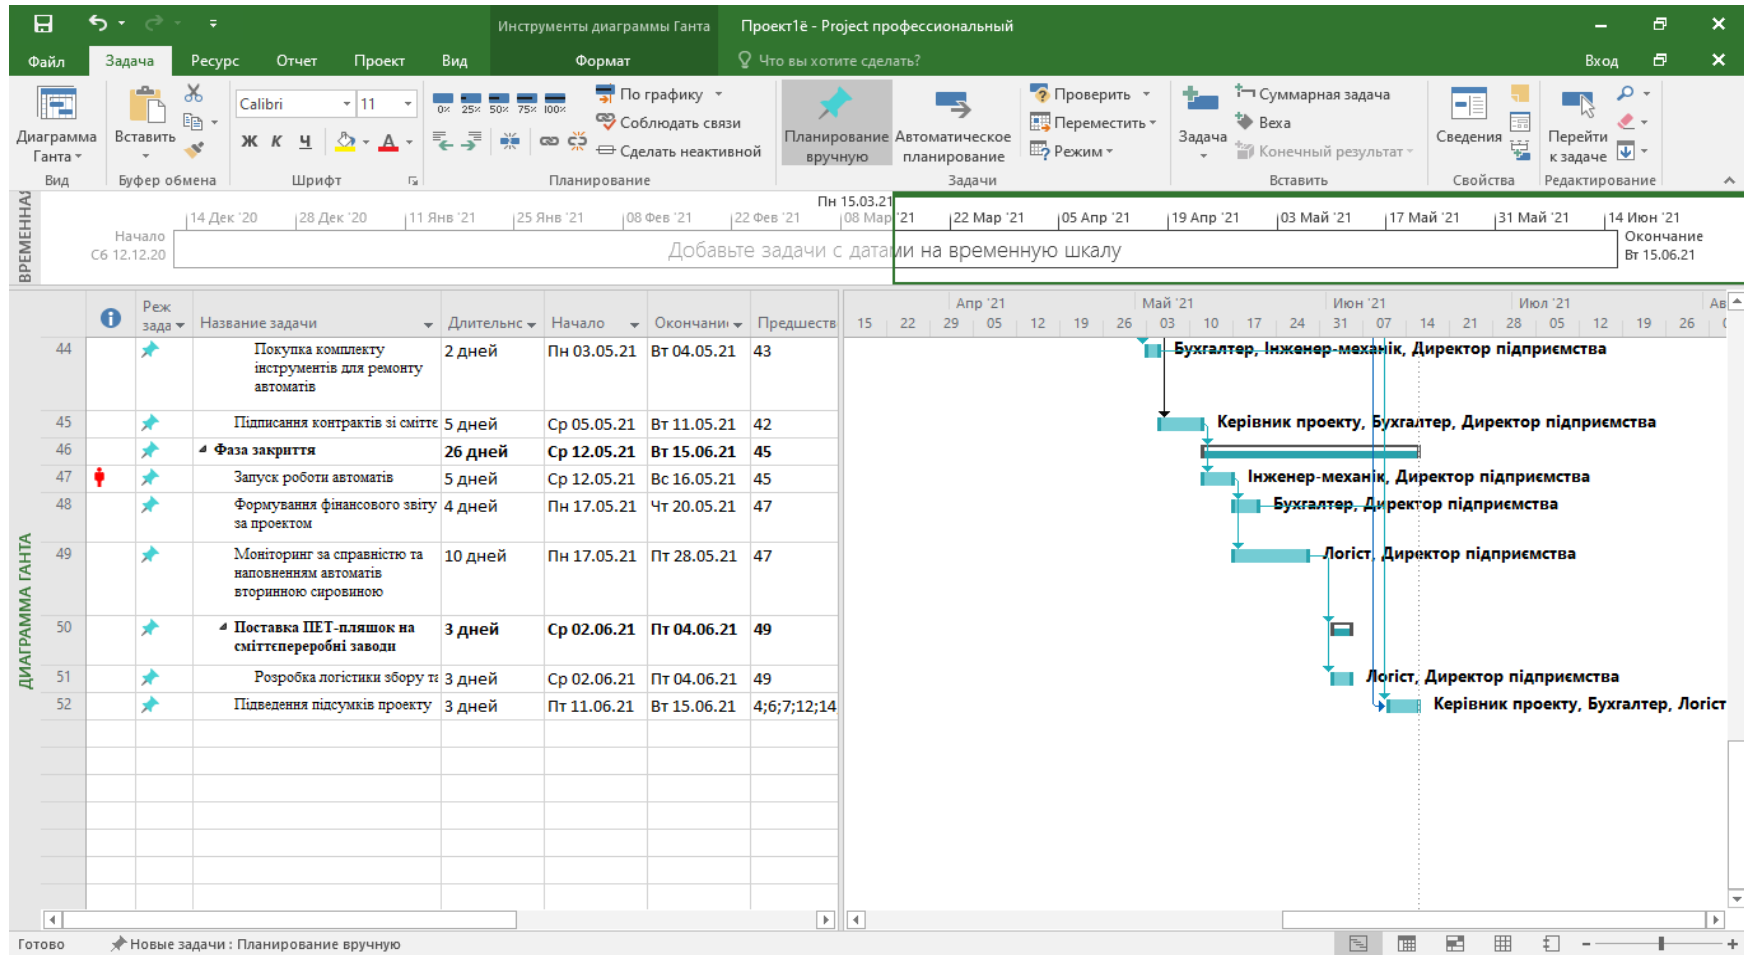 Инструменты диаграммы Ганта
Проект1ё - Project профессиональный
Файл Задача Ресурс Отчет Проект Вид Формат Что вы хотите сделать? Вход
Диаграмма Ганта
Вставить
Calibri 11
Ж К Ч А
0% 25% 50% 75% 100%
По графику
Соблюдать связи
Сделать неактивной
Планирование вручную
Автоматическое планирование
Проверить
Переместить
Режим
Задача
Суммарная задача
Веха
Конечный результат
Сведения
Перейти к задаче
Вид Буфер обмена Шрифт Планирование Задачи Вставить Свойства Редактирование
ВРЕМЕННАЯ
Пн 15.03.21
14 Дек '20 28 Дек '20 11 Янв '21 25 Янв '21 08 Фев '21 22 Фев '21 08 Мар '21 22 Мар '21 05 Апр '21 19 Апр '21 03 Май '21 17 Май '21 31 Май '21 14 Июн '21
Начало
Сб 12.12.20
Добавьте задачи с датами на временную шкалу
Окончание
Вт 15.06.21
ДИАГРАММА ГАНТА
Реж зада Название задачи Длительнс Начало Окончани Предшеств
Апр '21 Май '21 Июн '21 Июл '21 Ав
15 22 29 05 12 19 26 03 10 17 24 31 07 14 21 28 05 12 19 26
44 Покупка комплекту 2 дней Пн 03.05.21 Вт 04.05.21 43 Бухгалтер, Інженер-механік, Директор підприємства
інструментів для ремонту
автоматів
45 Підписання контрактів зі смітте 5 дней Ср 05.05.21 Вт 11.05.21 42 Керівник проекту, Бухгалтер, Директор підприємства
46 Фаза закриття 26 дней Ср 12.05.21 Вт 15.06.21 45
47 Запуск роботи автоматів 5 дней Ср 12.05.21 Вс 16.05.21 45 Інженер-механік, Директор підприємства
48 Формування фінансового звіту 4 дней Пн 17.05.21 Чт 20.05.21 47 Бухгалтер, Директор підприємства
за проектом
49 Моніторинг за справністю та 10 дней Пн 17.05.21 Пт 28.05.21 47 Логіст, Директор підприємства
наповненням автоматів
вторинною сировиною
50 Поставка ПЕТ-пляшок на 3 дней Ср 02.06.21 Пт 04.06.21 49
сміттєпереробні заводи
51 Розробка логістики збору та 3 дней Ср 02.06.21 Пт 04.06.21 49 Логіст, Директор підприємства
52 Підведення підсумків проекту 3 дней Пт 11.06.21 Вт 15.06.21 4;6;7;12;14 Керівник проекту, Бухгалтер, Логіст
Готово Новые задачи : Планирование вручную